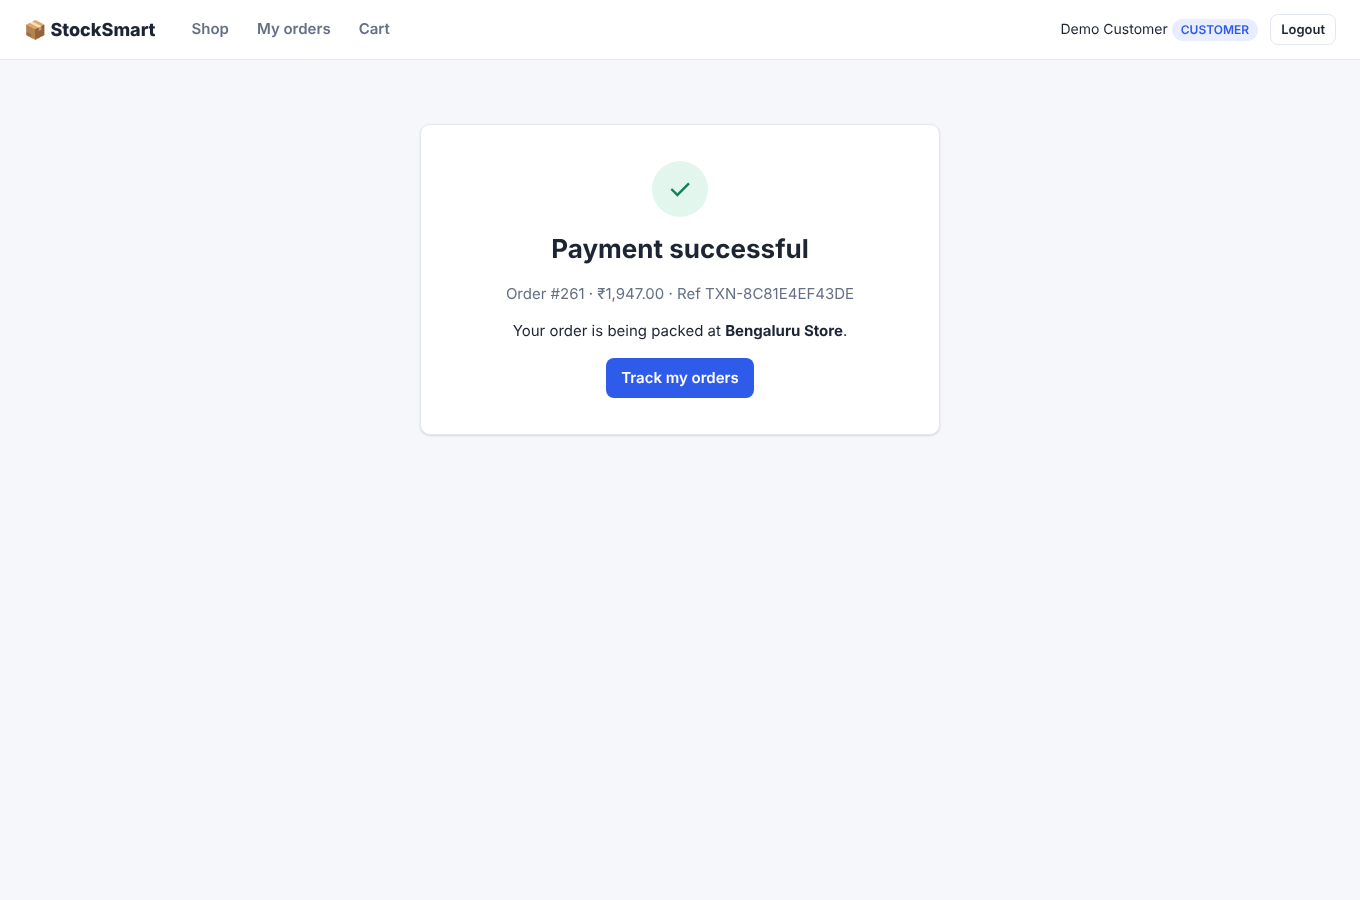 📦 StockSmart Shop My orders Cart Demo Customer CUSTOMER Logout
Payment successful
Order #261 · ₹1,947.00 · Ref TXN-8C81E4EF43DE
Your order is being packed at Bengaluru Store.
Track my orders